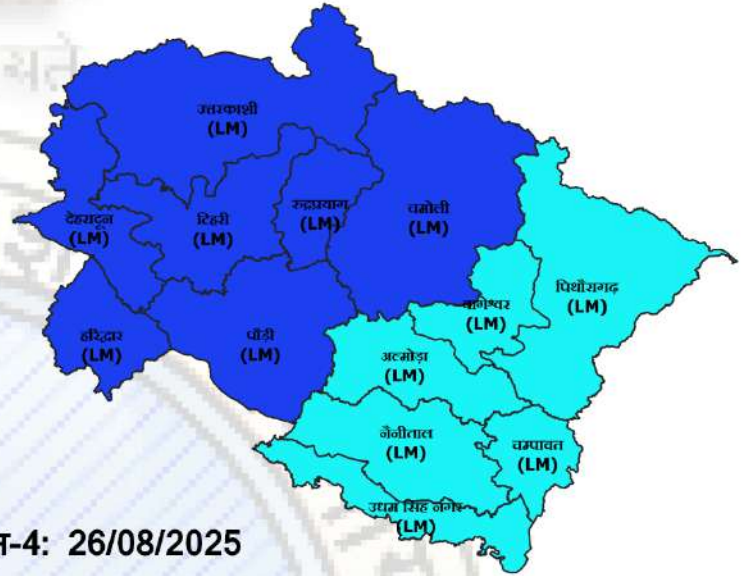 उत्तरकाशी
(LM)
देहरादून
(LM)
टिहरी
(LM)
रुद्रप्रयाग
(LM)
चमोली
(LM)
हरिद्वार
(LM)
पौड़ी
(LM)
बागेश्वर
(LM)
पिथौरागढ़
(LM)
अल्मोड़ा
(LM)
नैनीताल
(LM)
चम्पावत
(LM)
उधम सिंह नगर
(LM)
-4: 26/08/2025